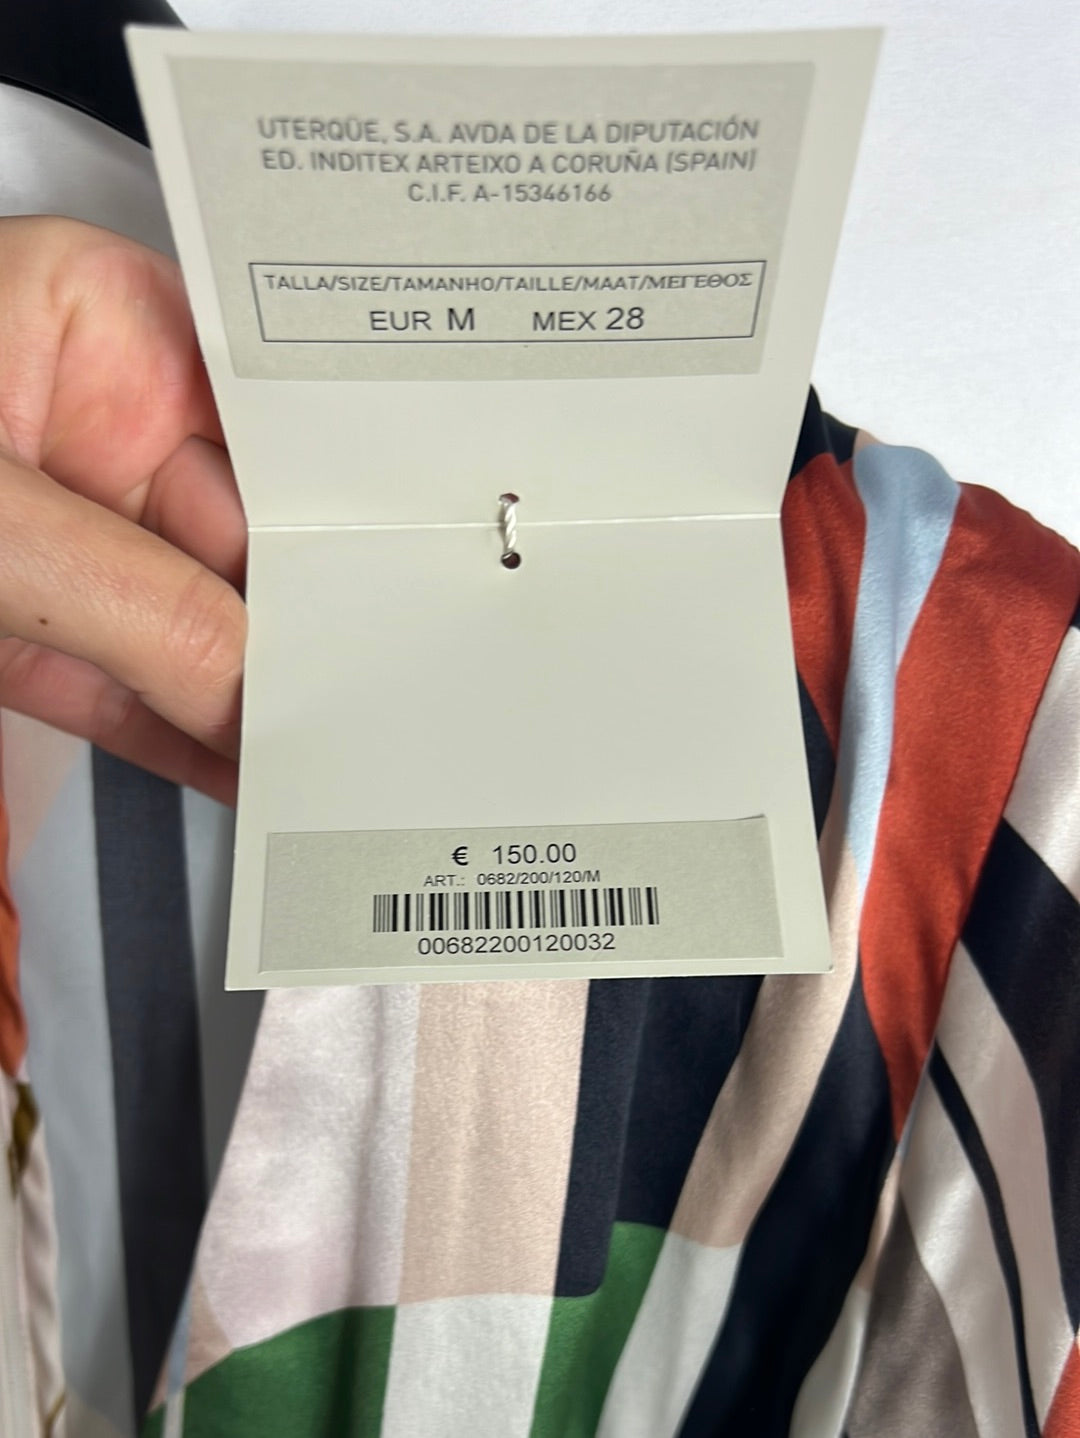 UTERQÜE, S.A. AVDA DE LA DIPUTACIÓN
ED. INDITEX ARTEIXO A CORUÑA (SPAIN)
C.I.F. A-15346166
TALLA/SIZE/TAMANHO/TAILLE/MAAT/ΜΕΓΕΘΟΣ
EUR M MEX 28
€ 150.00
ART.: 0682/200/120/M
00682200120032